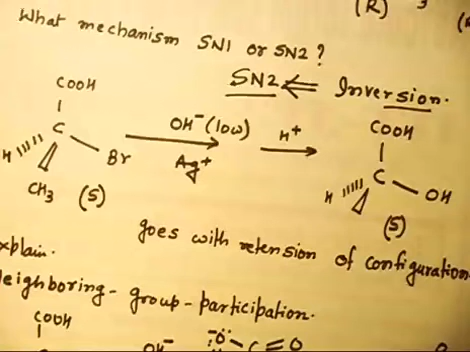 (R) 3
What mechanism SN1 or SN2 ?
SN2 ⇐ Inversion.
COOH
C
H
Br
CH3 (S)
OH⁻ (low)
Ag⁺
H⁺
COOH
C
H
OH
(S)
goes with retension of configuration
xplain.
eighboring-group-participation.
COOH
OH⁻
O⁻ C = O